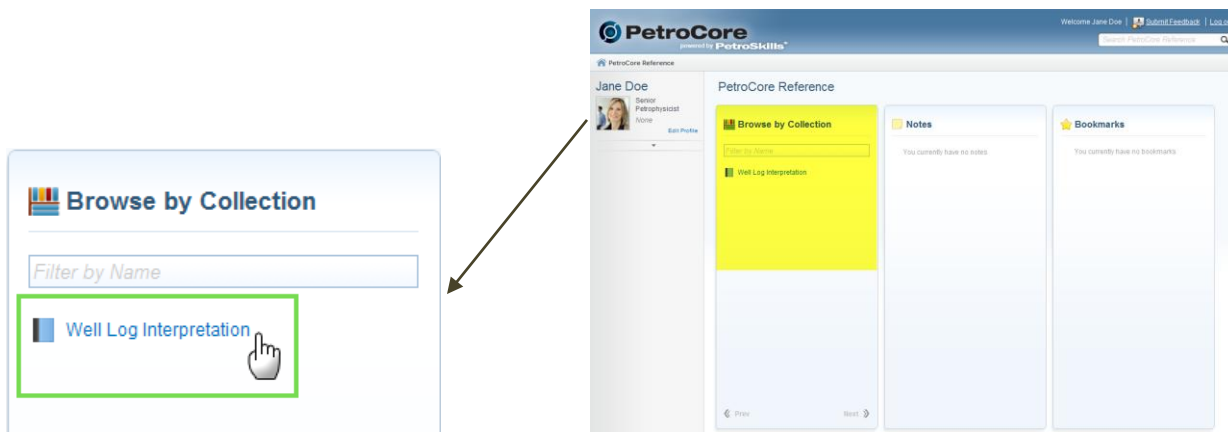 Browse by Collection
Filter by Name
Well Log Interpretation
PetroCore
powered by PetroSkills
Welcome Jane Doe | Submit Feedback |
Search PetroCore Reference
PetroCore Reference
Jane Doe
Senior
Petrophysicist
None
Edit Profile
PetroCore Reference
Browse by Collection
Filter by Name
Well Log Interpretation
Prev
Next
Notes
You currently have no notes.
Bookmarks
You currently have no bookmarks.